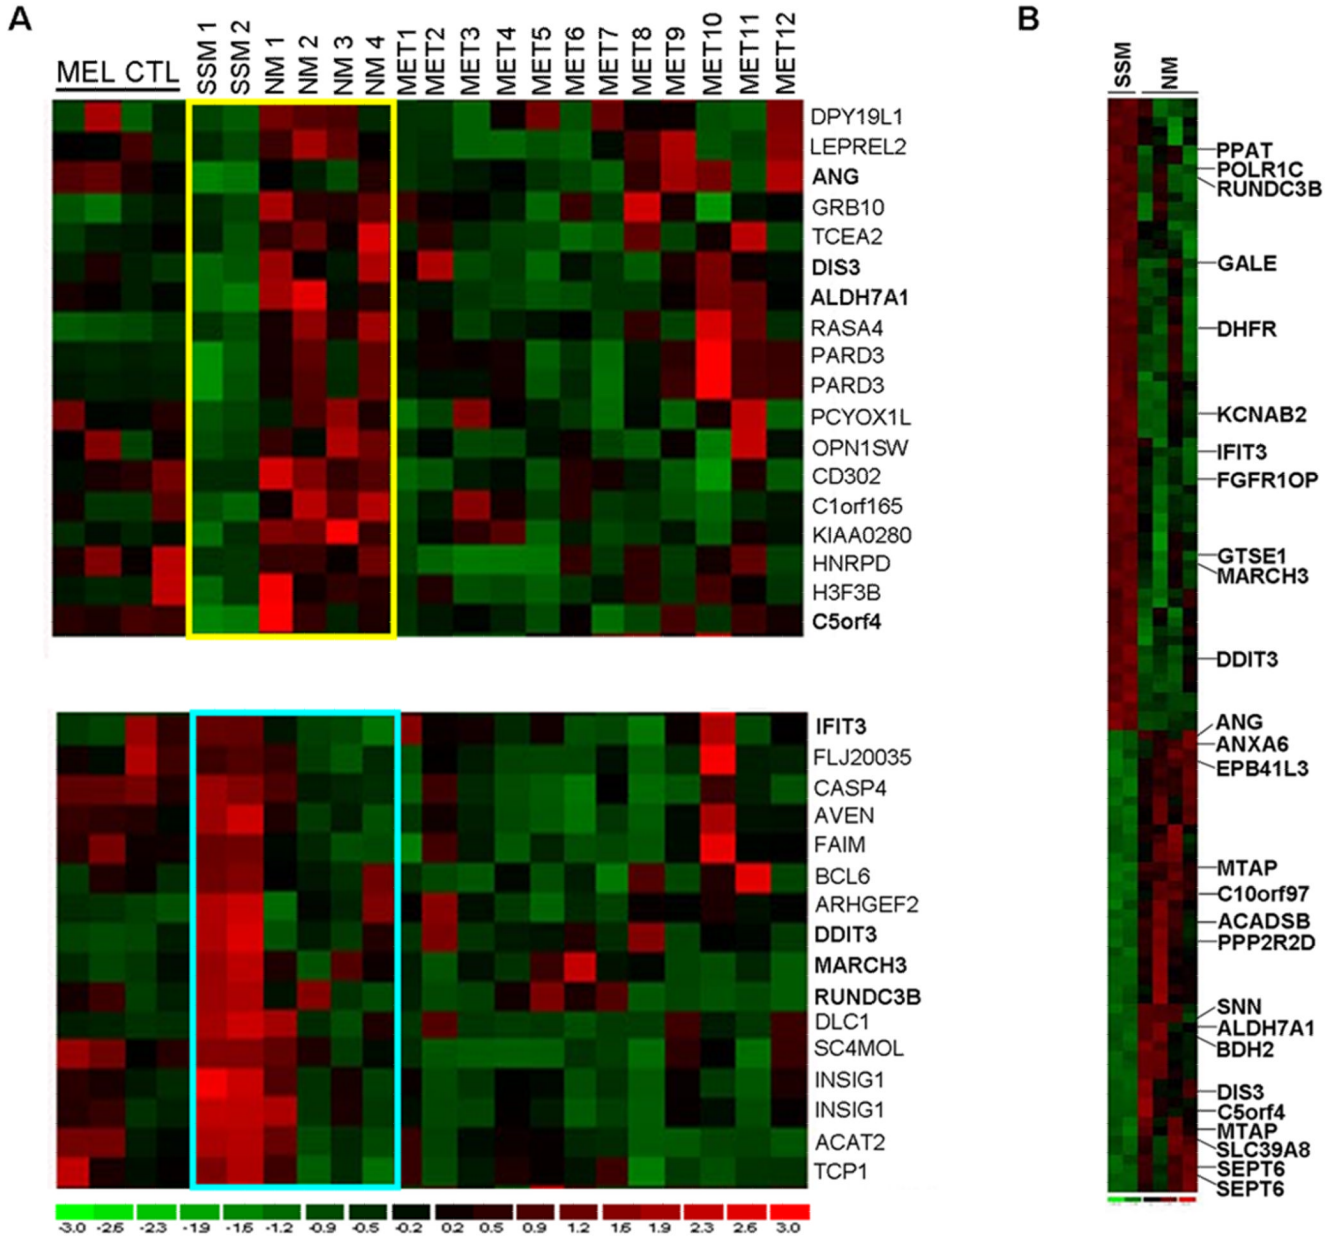 A
B
MEL CTL
SSM 1
SSM 2
NM 1
NM 2
NM 3
NM 4
MET1
MET2
MET3
MET4
MET5
MET6
MET7
MET8
MET9
MET10
MET11
MET12
DPY19L1
LEPREL2
ANG
GRB10
TCEA2
DIS3
ALDH7A1
RASA4
PARD3
PARD3
PCYOX1L
OPN1SW
CD302
C1orf165
KIAA0280
HNRPD
H3F3B
C5orf4
IFIT3
FLJ20035
CASP4
AVEN
FAIM
BCL6
ARHGEF2
DDIT3
MARCH3
RUNDC3B
DLC1
SC4MOL
INSIG1
INSIG1
ACAT2
TCP1
-3.0 -2.6 -2.3 -1.9 -1.6 -1.2 -0.9 -0.5 -0.2 0.2 0.5 0.9 1.2 1.6 1.9 2.3 2.6 3.0
SSM
NM
PPAT
POLR1C
RUNDC3B
GALE
DHFR
KCNAB2
IFIT3
FGFR1OP
GTSE1
MARCH3
DDIT3
ANG
ANXA6
EPB41L3
MTAP
C10orf97
ACADSB
PPP2R2D
SNN
ALDH7A1
BDH2
DIS3
C5orf4
MTAP
SLC39A8
SEPT6
SEPT6